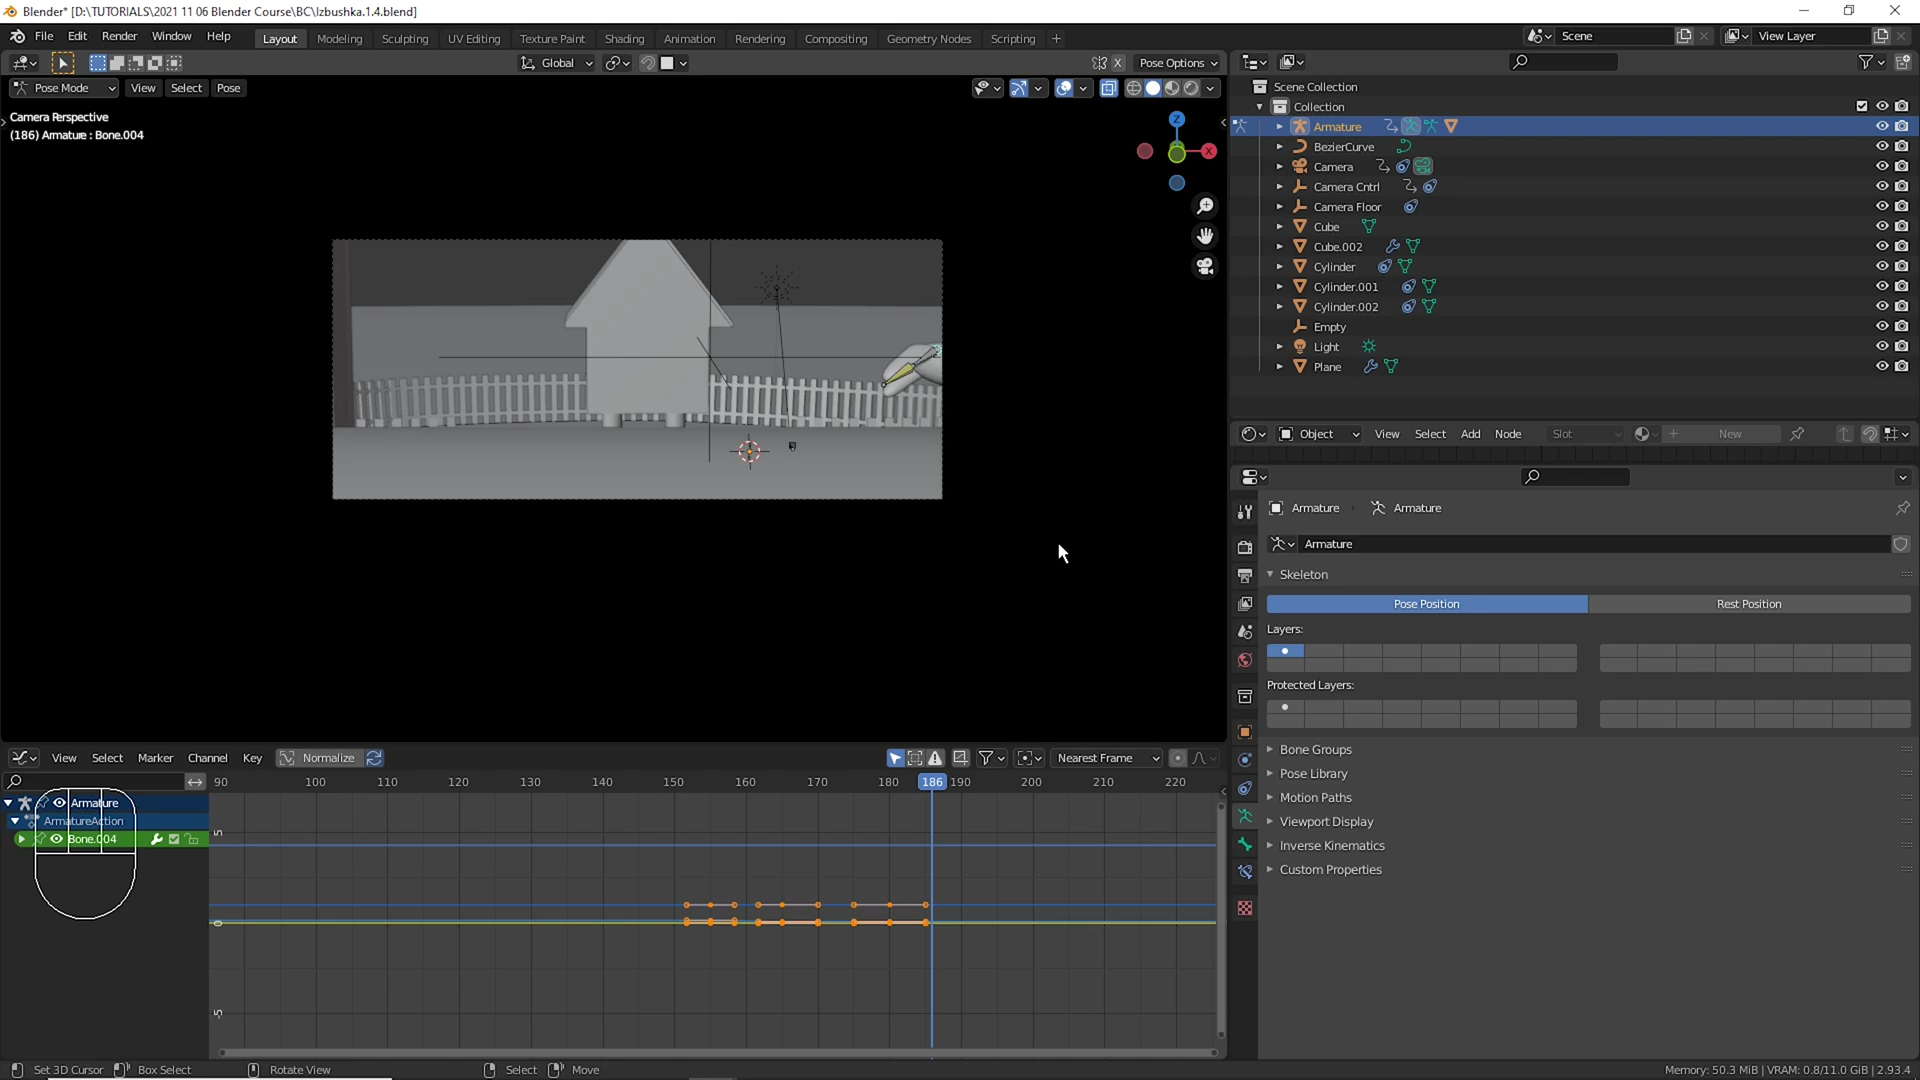 Blender* [D:\TUTORIALS\2021 11 06 Blender Course\BC\Izbushka.1.4.blend]
File Edit Render Window Help Layout Modeling Sculpting UV Editing Texture Paint Shading Animation Rendering Compositing Geometry Nodes Scripting + Scene View Layer
Global X Pose Options
Pose Mode View Select Pose
Camera Perspective
(186) Armature : Bone.004
Z
X
Scene Collection
Collection
Armature
BezierCurve
Camera
Camera Cntrl
Camera Floor
Cube
Cube.002
Cylinder
Cylinder.001
Cylinder.002
Empty
Light
Plane
Object View Select Add Node Slot New
Armature Armature
Armature
Skeleton
Pose Position Rest Position
Layers:
Protected Layers:
Bone Groups
Pose Library
Motion Paths
Viewport Display
Inverse Kinematics
Custom Properties
View Select Marker Channel Key Normalize Nearest Frame
90 100 110 120 130 140 150 160 170 180 186 190 200 210 220
Armature
ArmatureAction
Bone.004
5
0
-5
Set 3D Cursor Box Select Rotate View Select Move Memory: 50.3 MiB | VRAM: 0.8/11.0 GiB | 2.93.4